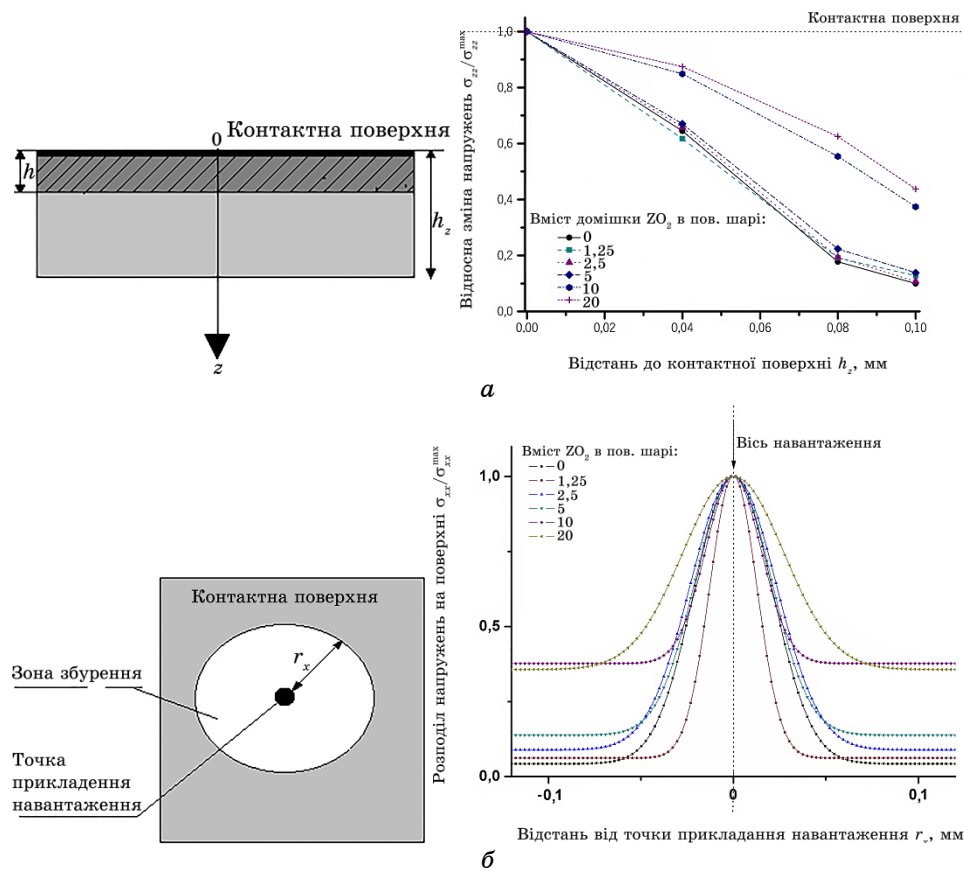 Контактна поверхня
0
h
h_z
z
Контактна поверхня
Відносна зміна напружень σ_zz/σ_zz^max
1,0
0,8
0,6
0,4
0,2
0,0
Вміст домішки ZO₂ в пов. шарі:
0
1,25
2,5
5
10
20
0.00
0,02
0,04
0,06
0,08
0,10
Відстань до контактної поверхні h_z, мм
а
Контактна поверхня
r_x
Зона збурення
Точка
прикладення
навантаження
Розподіл напружень на поверхні σ_xx/σ_xx^max
Вісь навантаження
Вміст ZO₂ в пов. шарі:
0
1,25
2,5
5
10
20
1,0
0,5
0,0
-0,1
0
0,1
Відстань від точки прикладання навантаження r_x, мм
б